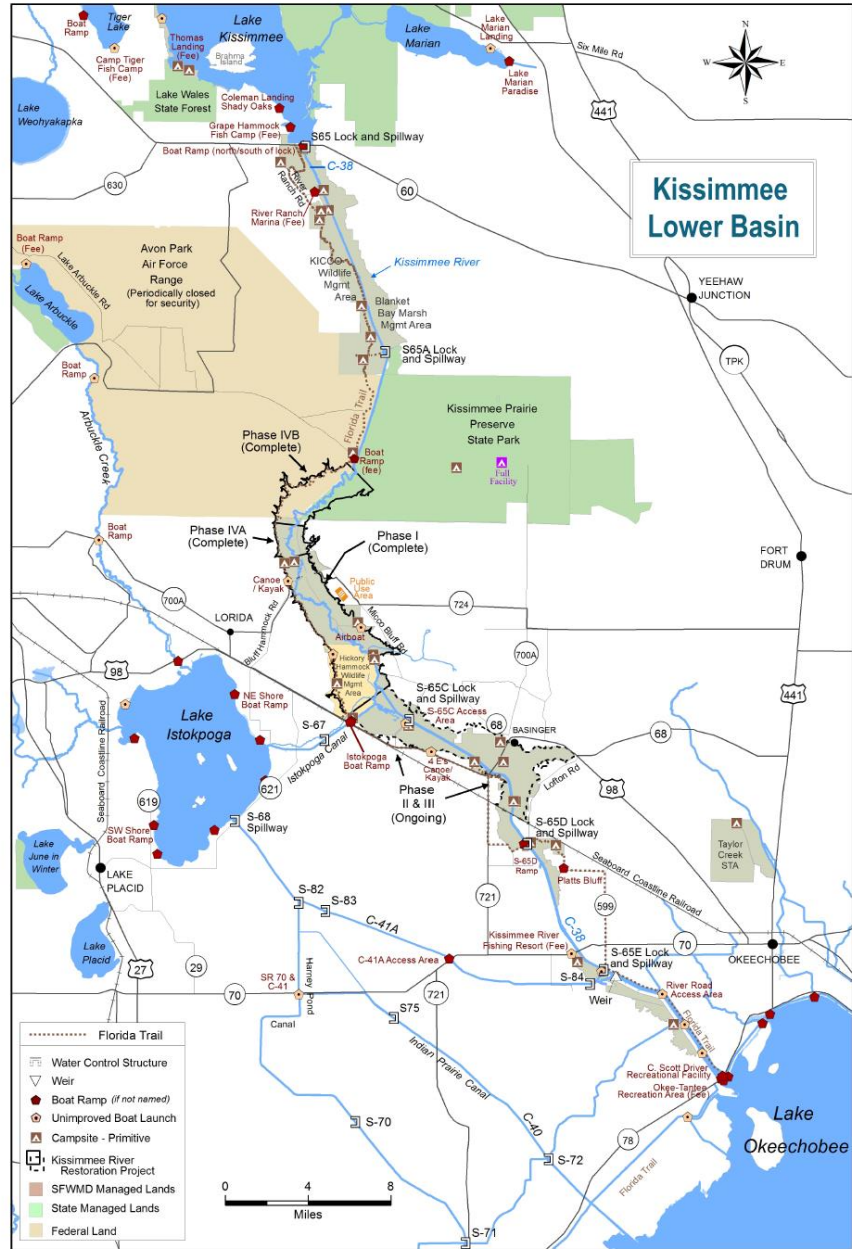 Boat
Ramp
Tiger
Lake
Thomas
Landing
(Fee)
Lake
Kissimmee
Brahma
Island
Lake
Marian
Lake
Marian
Landing
Six Mile Rd
Camp Tiger
Fish Camp
(Fee)
Lake
Marian
Paradise
441
N
W
E
S
Lake
Weohyakapka
Lake Wales
State Forest
Coleman Landing
Shady Oaks
Grape Hammock
Fish Camp (Fee)
S65 Lock and Spillway
Boat Ramp (north/south of lock)
C-38
630
River
Ranch Rd
60
Kissimmee
Lower Basin
River Ranch
Marina (Fee)
Boat Ramp
(Fee)
Lake Arbuckle Rd
Avon Park
Air Force
Range
(Periodically closed
for security)
KICCO
Wildlife
Mgmt
Area
Kissimmee River
YEEHAW
JUNCTION
Lake Arbuckle
Blanket
Bay Marsh
Mgmt Area
S65A Lock
and Spillway
TPK
Boat
Ramp
Florida Trail
Kissimmee Prairie
Preserve
State Park
Arbuckle Creek
Phase IVB
(Complete)
Boat
Ramp
(fee)
Full
Facility
Boat
Ramp
Phase IVA
(Complete)
Phase I
(Complete)
FORT
DRUM
Canoe
/ Kayak
Public
Use
Area
700A
LORIDA
Bluff Hammock Rd
Micco Bluff Rd
724
Airboat
700A
98
Hickory
Hammock
Wildlife
Mgmt
Area
441
NE Shore
Boat Ramp
S-65C Lock
and Spillway
S-65C Access
Area
Lake
Istokpoga
S-67
68
BASINGER
68
Seaboard Coastline Railroad
Istokpoga Canal
Istokpoga
Boat Ramp
4 E's
Canoe/
Kayak
Lofton Rd
98
621
Phase
II & III
(Ongoing)
619
S-68
Spillway
SW Shore
Boat Ramp
S-65D Lock
and Spillway
Lake
June in
Winter
LAKE
PLACID
S-65D
Ramp
Seaboard Coastline Railroad
Taylor
Creek
STA
Platts Bluff
S-82
S-83
721
599
C-41A
C-38
Lake
Placid
Kissimmee River
Fishing Resort (Fee)
70
S-65E Lock
and Spillway
OKEECHOBEE
27
29
C-41A Access Area
S-84
Weir
SR 70 &
C-41
Harney
Pond
Canal
70
721
River Road
Access Area
S75
Florida Trail
Indian Prairie Canal
C. Scott Driver
Recreational Facility
Okee-Tantee
Recreation Area (Fee)
S-70
C-40
78
Lake
Okeechobee
S-72
Florida Trail
S-71
Florida Trail
Water Control Structure
Weir
Boat Ramp (if not named)
Unimproved Boat Launch
Campsite - Primitive
Kissimmee River
Restoration Project
SFWMD Managed Lands
State Managed Lands
Federal Land
0 2 4 8
Miles